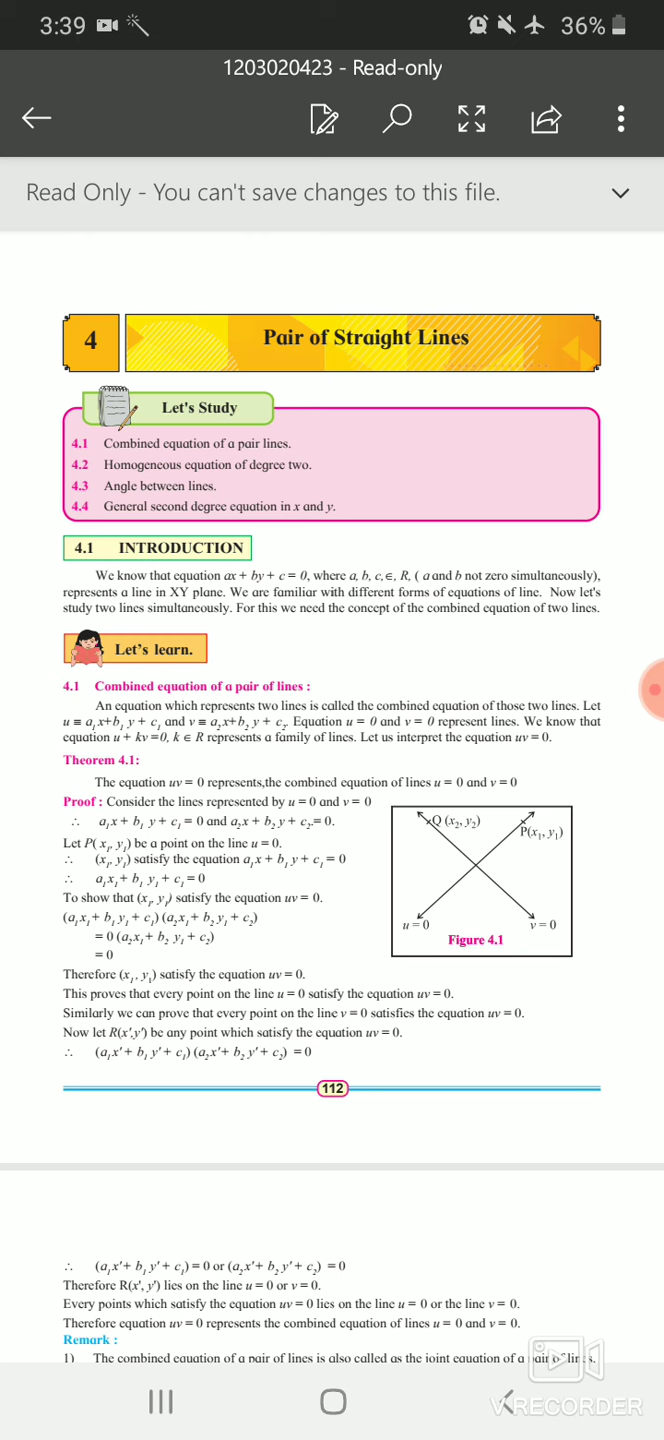 3:39 36%
1203020423 - Read-only
Read Only - You can't save changes to this file.
4 Pair of Straight Lines
Let's Study
4.1 Combined equation of a pair lines.
4.2 Homogeneous equation of degree two.
4.3 Angle between lines.
4.4 General second degree equation in x and y.
4.1 INTRODUCTION
We know that equation ax + by + c = 0, where a, b, c,∈, R, ( a and b not zero simultaneously),
represents a line in XY plane. We are familiar with different forms of equations of line. Now let's
study two lines simultaneously. For this we need the concept of the combined equation of two lines.
Let's learn.
4.1 Combined equation of a pair of lines :
An equation which represents two lines is called the combined equation of those two lines. Let
u ≡ a₁x+b₁ y + c₁ and v ≡ a₂x+b₂ y + c₂. Equation u = 0 and v = 0 represent lines. We know that
equation u + kv =0, k ∈ R represents a family of lines. Let us interpret the equation uv = 0.
Theorem 4.1:
The equation uv = 0 represents,the combined equation of lines u = 0 and v = 0
Proof : Consider the lines represented by u = 0 and v = 0
∴ a₁x + b₁ y + c₁ = 0 and a₂x + b₂ y + c₂= 0.
Let P( x₁, y₁) be a point on the line u = 0.
∴ (x₁, y₁) satisfy the equation a₁x + b₁ y + c₁ = 0
∴ a₁x₁ + b₁ y₁ + c₁ = 0
To show that (x₁, y₁) satisfy the equation uv = 0.
(a₁x₁ + b₁ y₁ + c₁) (a₂x₁ + b₂ y₁ + c₂)
= 0 (a₂x₁ + b₂ y₁ + c₂)
= 0
Q (x₂, y₂)
P(x₁, y₁)
u = 0 v = 0
Figure 4.1
Therefore (x₁, y₁) satisfy the equation uv = 0.
This proves that every point on the line u = 0 satisfy the equation uv = 0.
Similarly we can prove that every point on the line v = 0 satisfies the equation uv = 0.
Now let R(x',y') be any point which satisfy the equation uv = 0.
∴ (a₁x' + b₁ y' + c₁) (a₂x' + b₂ y' + c₂) = 0
112
∴ (a₁x' + b₁ y' + c₁) = 0 or (a₂x' + b₂ y' + c₂) = 0
Therefore R(x', y') lies on the line u = 0 or v = 0.
Every points which satisfy the equation uv = 0 lies on the line u = 0 or the line v = 0.
Therefore equation uv = 0 represents the combined equation of lines u = 0 and v = 0.
Remark :
1) The combined equation of a pair of lines is also called as the joint equation of a pair of lines.
V RECORDER